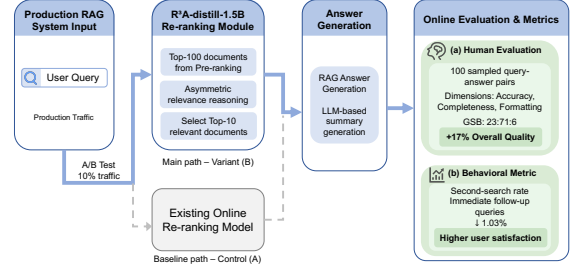 Production RAG
System Input
User Query
Production Traffic
A/B Test
10% traffic
R³A-distill-1.5B
Re-ranking Module
Top-100 documents
from Pre-ranking
Asymmetric
relevance reasoning
Select Top-10
relevant documents
Main path – Variant (B)
Existing Online
Re-ranking Model
Baseline path – Control (A)
Answer
Generation
RAG Answer
Generation
LLM-based
summary
generation
Online Evaluation & Metrics
(a) Human Evaluation
100 sampled query-
answer pairs
Dimensions: Accuracy,
Completeness, Formatting
GSB: 23:71:6
+17% Overall Quality
(b) Behavioral Metric
Second-search rate
Immediate follow-up
queries
↓ 1.03%
Higher user satisfaction